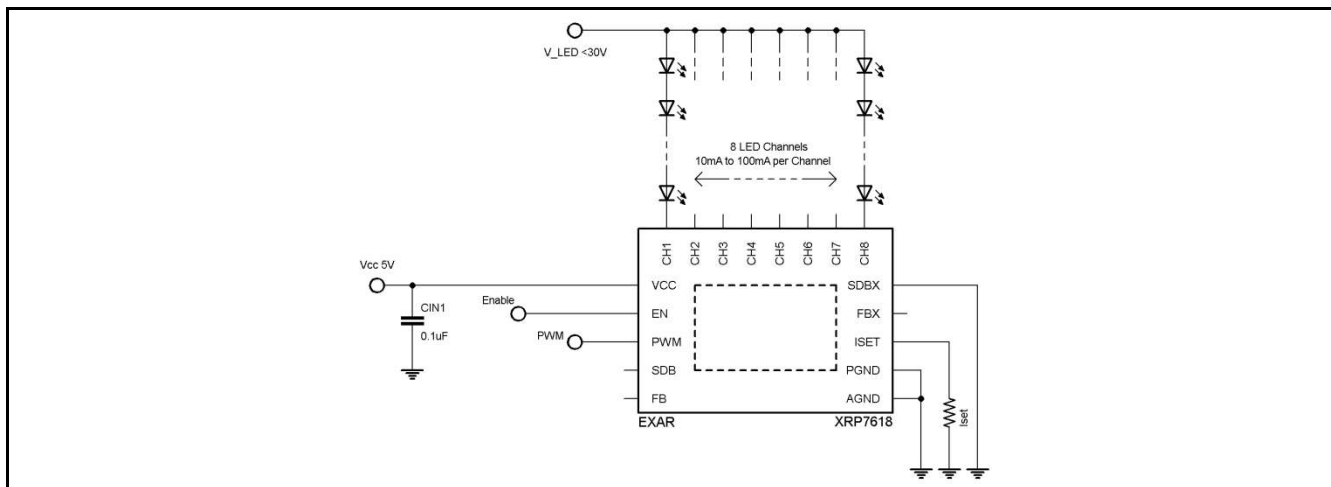 V_LED <30V
8 LED Channels
10mA to 100mA per Channel
CH1
CH2
CH3
CH4
CH5
CH6
CH7
CH8
Vcc 5V
CIN1
0.1uF
Enable
PWM
VCC
EN
PWM
SDB
FB
SDBX
FBX
ISET
PGND
AGND
EXAR
XRP7618
Iset